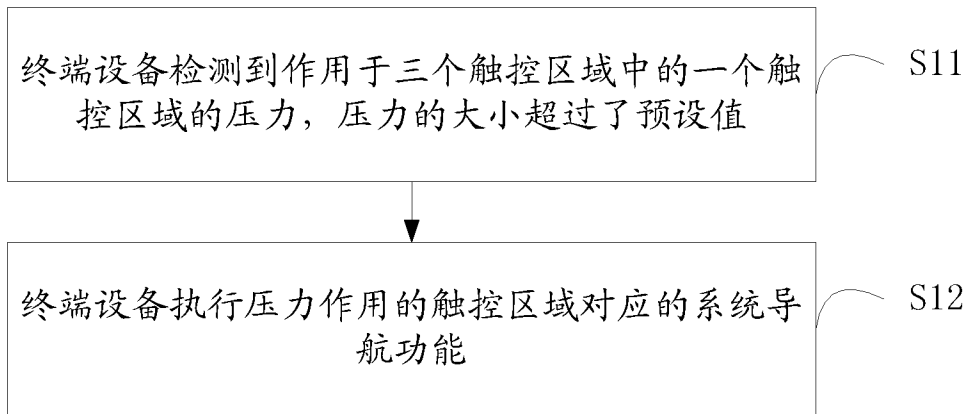 终端设备检测到作用于三个触控区域中的一个触
控区域的压力，压力的大小超过了预设值
S11
终端设备执行压力作用的触控区域对应的系统导
航功能
S12